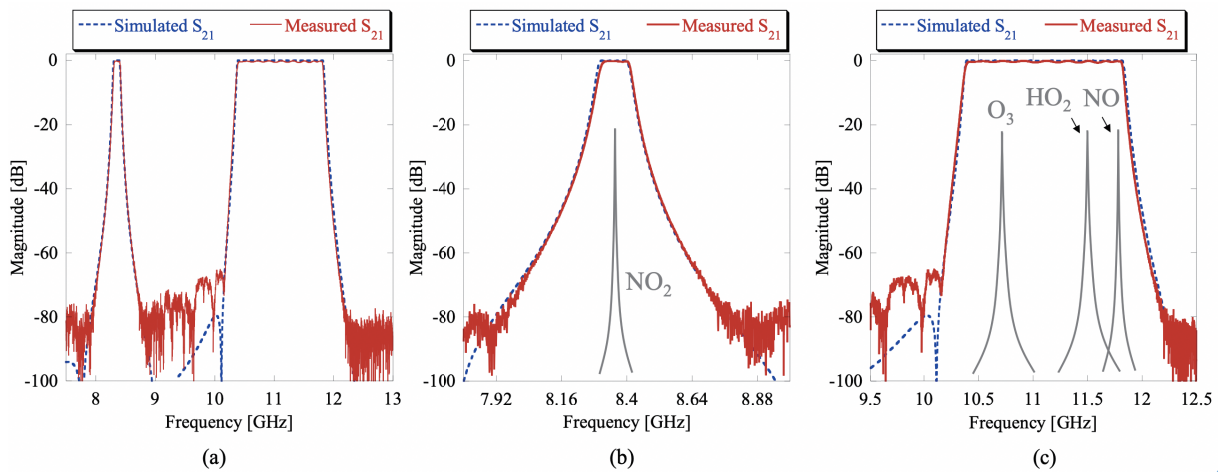 Simulated S21 Measured S21
Simulated S21 Measured S21
Simulated S21 Measured S21
0
-20
-40
-60
-80
-100
Magnitude [dB]
8 9 10 11 12 13
Frequency [GHz]
(a)
0
-20
-40
-60
-80
-100
Magnitude [dB]
NO2
7.92 8.16 8.4 8.64 8.88
Frequency [GHz]
(b)
0
-20
-40
-60
-80
-100
Magnitude [dB]
O3 HO2 NO
9.5 10 10.5 11 11.5 12 12.5
Frequency [GHz]
(c)